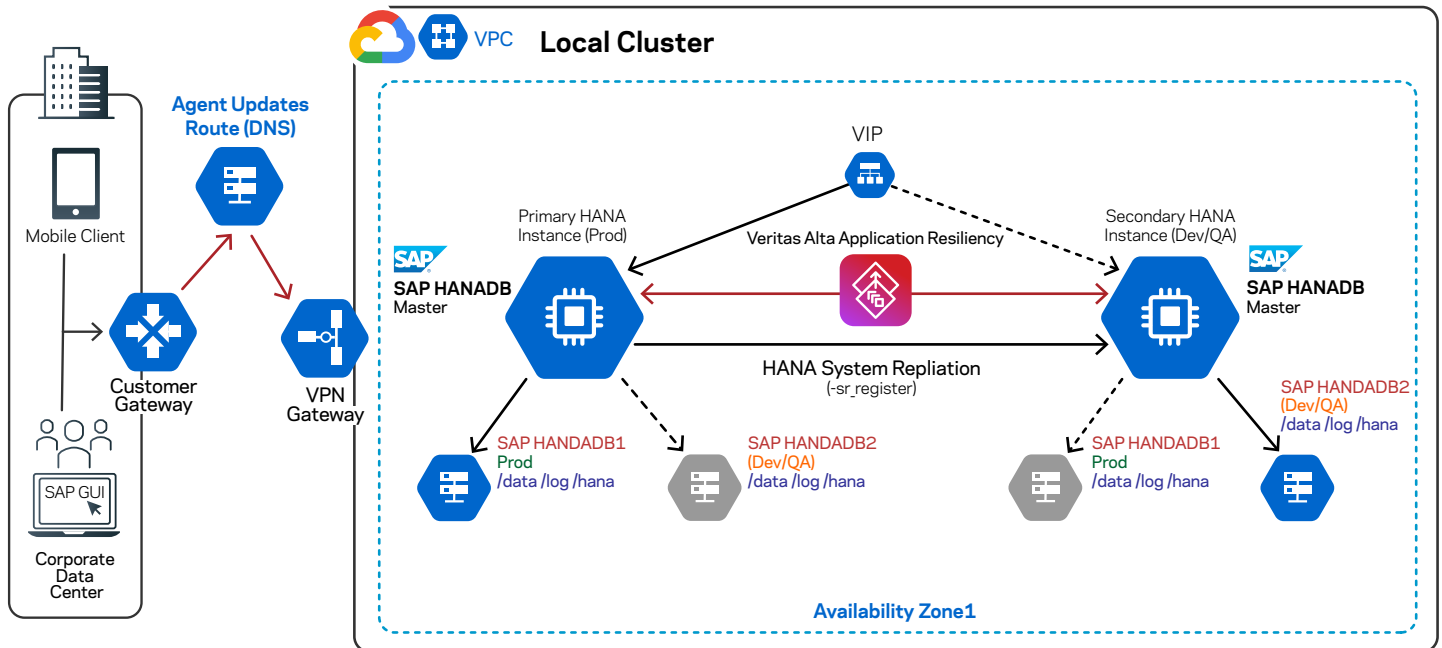 VPC
Local Cluster
Agent Updates
Route (DNS)
Mobile Client
Customer
Gateway
VPN
Gateway
SAP GUI
Corporate
Data
Center
VIP
Primary HANA
Instance (Prod)
Veritas Alta Application Resiliency
Secondary HANA
Instance (Dev/QA)
SAP
SAP HANADB
Master
SAP
SAP HANADB
Master
HANA System Repliation
(-sr_register)
SAP HANDADB1
Prod
/data /log /hana
SAP HANDADB2
(Dev/QA)
/data /log /hana
SAP HANDADB1
Prod
/data /log /hana
SAP HANDADB2
(Dev/QA)
/data /log /hana
Availability Zone1